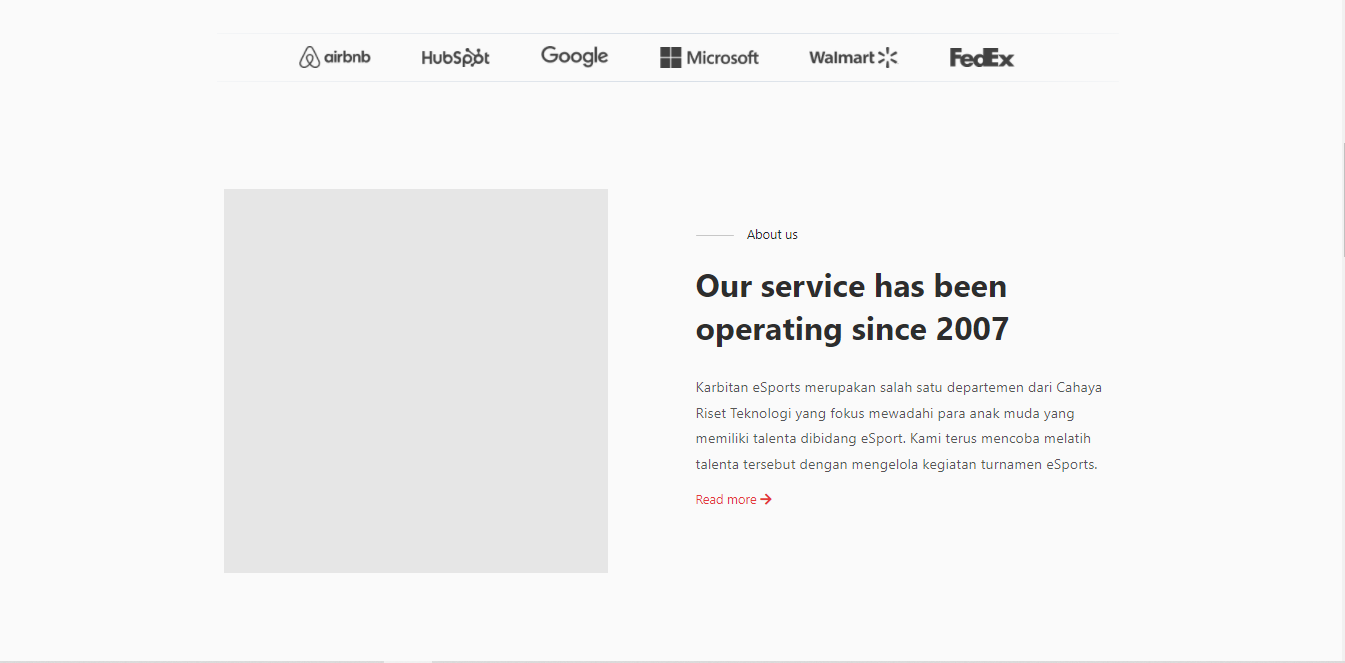 airbnb HubSpot Google Microsoft Walmart FedEx
About us
Our service has been
operating since 2007
Karbitan eSports merupakan salah satu departemen dari Cahaya
Riset Teknologi yang fokus mewadahi para anak muda yang
memiliki talenta dibidang eSport. Kami terus mencoba melatih
talenta tersebut dengan mengelola kegiatan turnamen eSports.
Read more